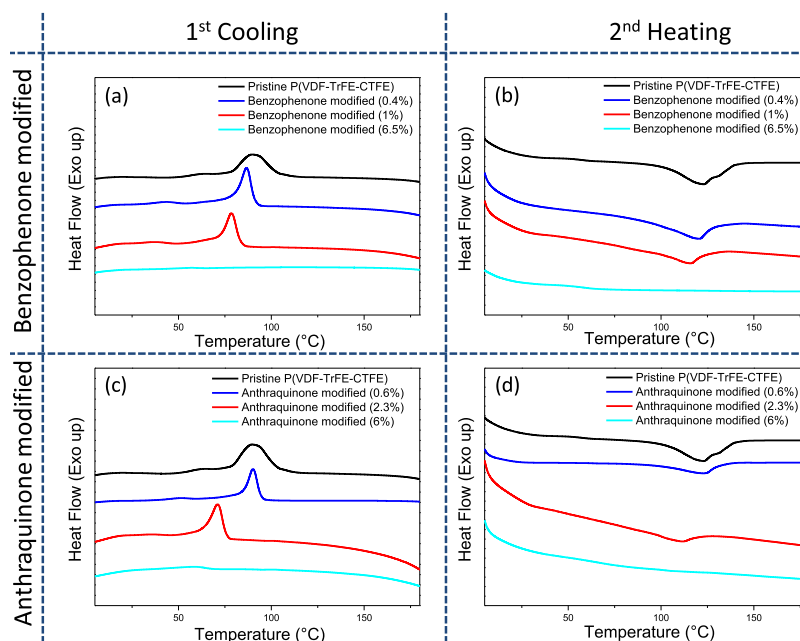 1st Cooling
2nd Heating
Benzophenone modified
(a)
Pristine P(VDF-TrFE-CTFE)
Benzophenone modified (0.4%)
Benzophenone modified (1%)
Benzophenone modified (6.5%)
Heat Flow (Exo up)
50
100
150
Temperature (°C)
(b)
Pristine P(VDF-TrFE-CTFE)
Benzophenone modified (0.4%)
Benzophenone modified (1%)
Benzophenone modified (6.5%)
Heat Flow (Exo up)
50
100
150
Temperature (°C)
Anthraquinone modified
(c)
Pristine P(VDF-TrFE-CTFE)
Anthraquinone modified (0.6%)
Anthraquinone modified (2.3%)
Anthraquinone modified (6%)
Heat Flow (Exo up)
50
100
150
Temperature (°C)
(d)
Pristine P(VDF-TrFE-CTFE)
Anthraquinone modified (0.6%)
Anthraquinone modified (2.3%)
Anthraquinone modified (6%)
Heat Flow (Exo up)
50
100
150
Temperature (°C)